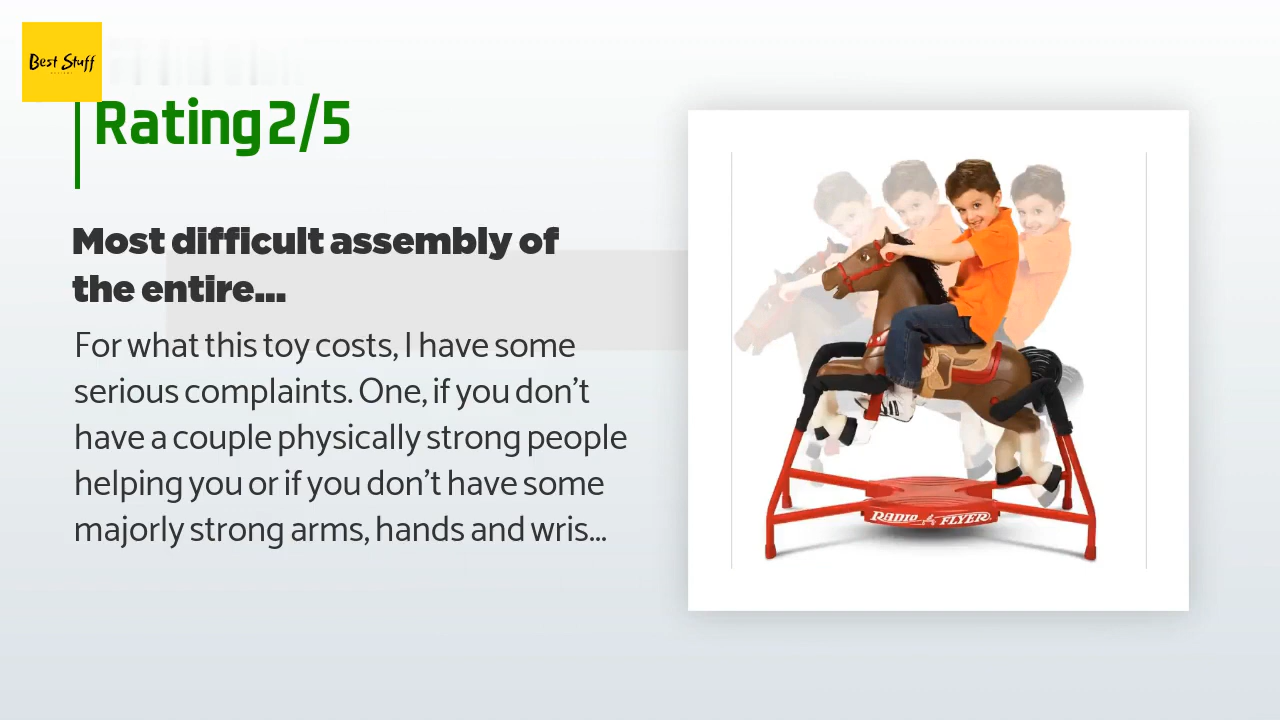 Best Stuff
Rating 2/5
Most difficult assembly of
the entire...
For what this toy costs, I have some
serious complaints. One, if you don't
have a couple physically strong people
helping you or if you don't have some
majorly strong arms, hands and wris...
RADIO FLYER